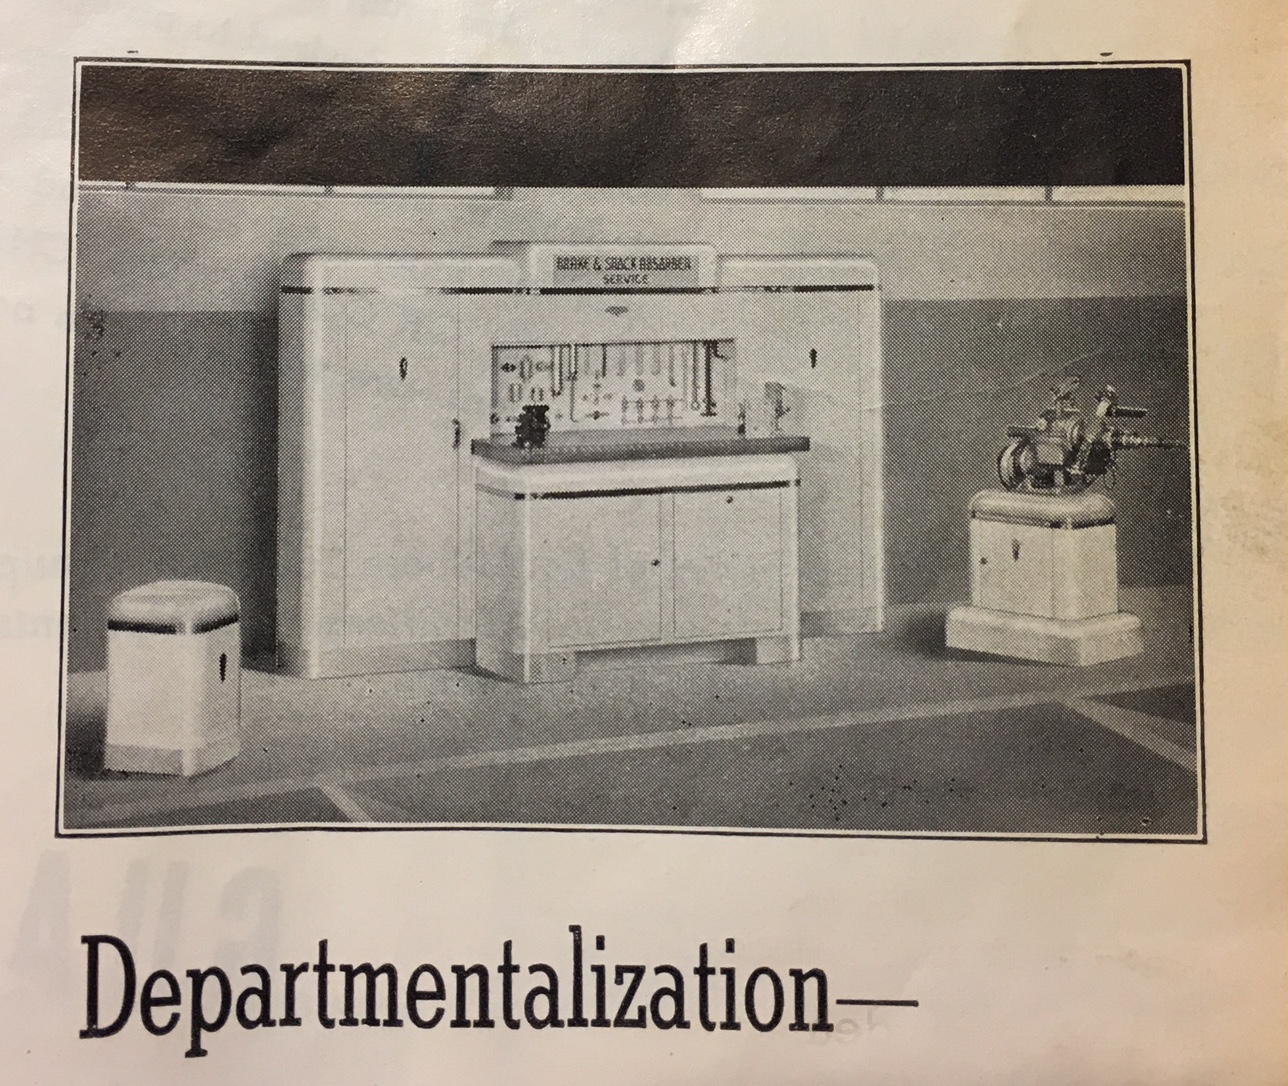 BRAKE & SHOCK ABSORBER
SERVICE
Departmentalization—